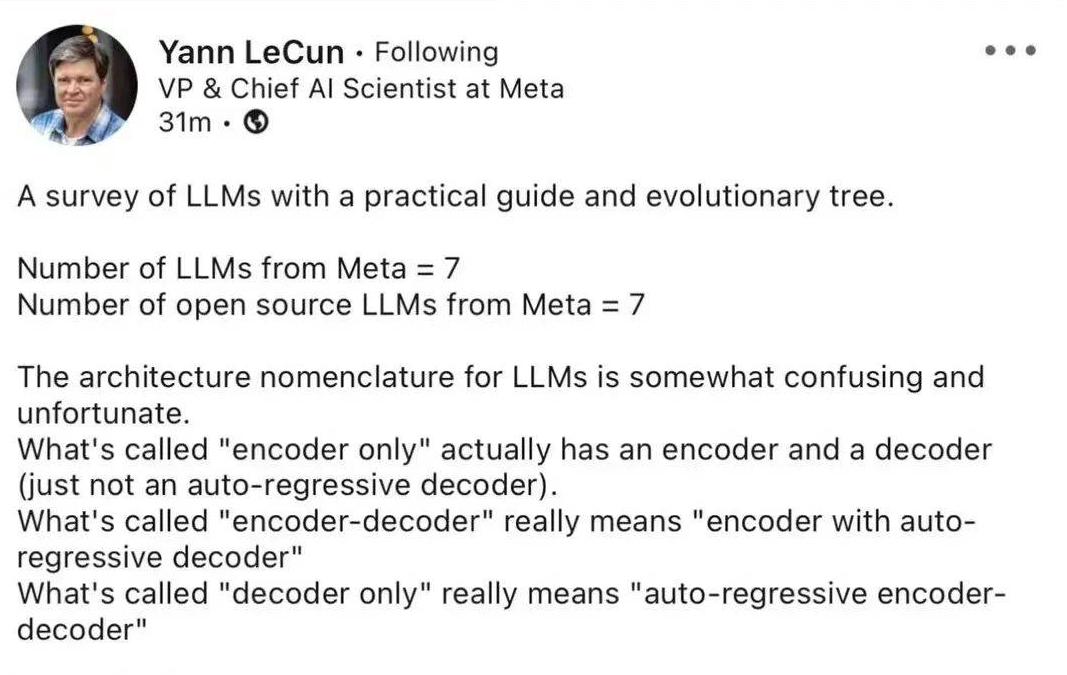 Yann LeCun · Following
VP & Chief AI Scientist at Meta
31m ·
A survey of LLMs with a practical guide and evolutionary tree.
Number of LLMs from Meta = 7
Number of open source LLMs from Meta = 7
The architecture nomenclature for LLMs is somewhat confusing and
unfortunate.
What's called "encoder only" actually has an encoder and a decoder
(just not an auto-regressive decoder).
What's called "encoder-decoder" really means "encoder with auto-
regressive decoder"
What's called "decoder only" really means "auto-regressive encoder-
decoder"